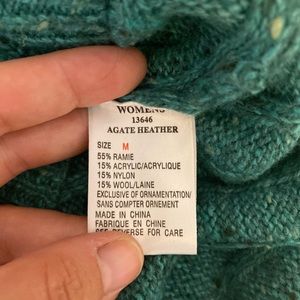 WOMENS
13646
AGATE HEATHER
SIZE M
55% RAMIE
15% ACRYLIC/ACRYLIQUE
15% NYLON
15% WOOL/LAINE
EXCLUSIVE OF ORNAMENTATION/
SANS COMPTER ORNEMENT
MADE IN CHINA
FABRIQUE EN CHINE
SEE REVERSE FOR CARE